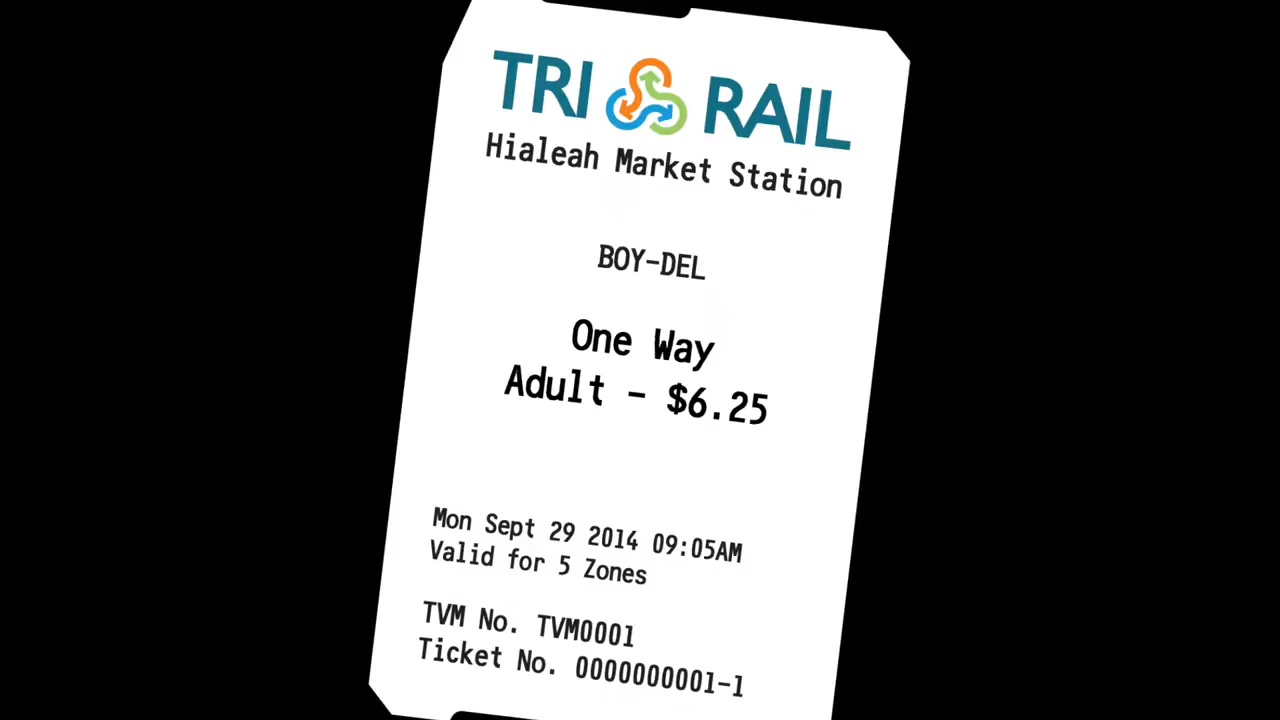 TRI RAIL
Hialeah Market Station
BOY-DEL
One Way
Adult - $6.25
Mon Sept 29 2014 09:05AM
Valid for 5 Zones
TVM No. TVM0001
Ticket No. 0000000001-1